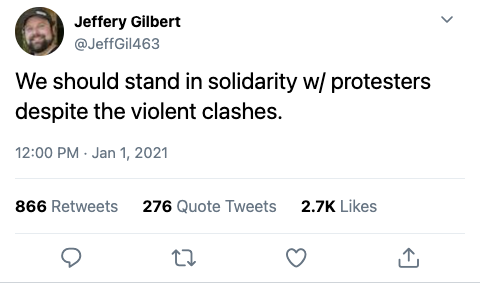 Jeffery Gilbert
@JeffGil463
We should stand in solidarity w/ protesters
despite the violent clashes.
12:00 PM · Jan 1, 2021
866 Retweets 276 Quote Tweets 2.7K Likes